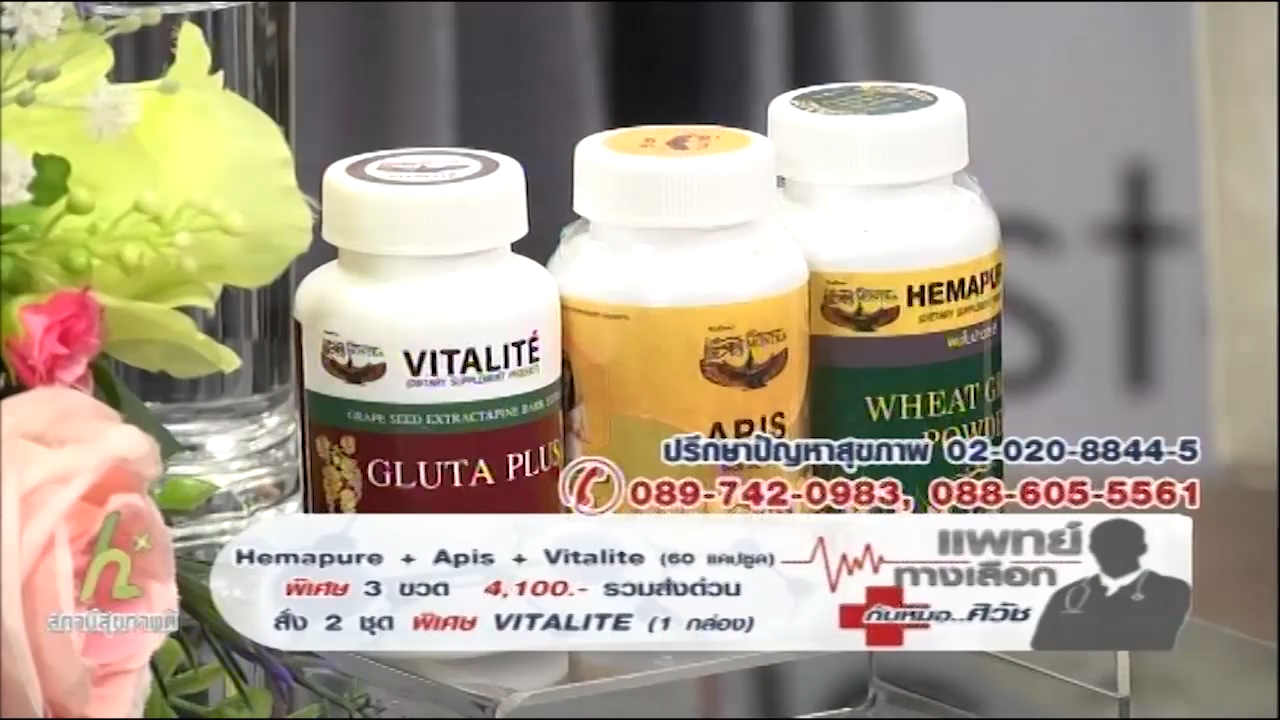 VITALITÉ
(DIETARY SUPPLEMENT PRODUCT)
GRAPE SEED EXTRACT&PINE BARK
GLUTA PLUS
MONTRA
APIS
MONTRA
HEMAPUR
(DIETARY SUPPLEMENT
WHEAT
ปรึกษาปัญหาสุขภาพ 02-020-8844-5
089-742-0983, 088-605-5561
Hemapure + Apis + Vitalite (60 แคปซูล)
พิเศษ 3 ขวด 4,100.- รวมส่งด่วน
สั่ง 2 ชุด พิเศษ VITALITE (1 กล่อง)
แพทย์
ทางเลือก
กับหมอ...ศิวัช
สถานีสุขภาพดี
st